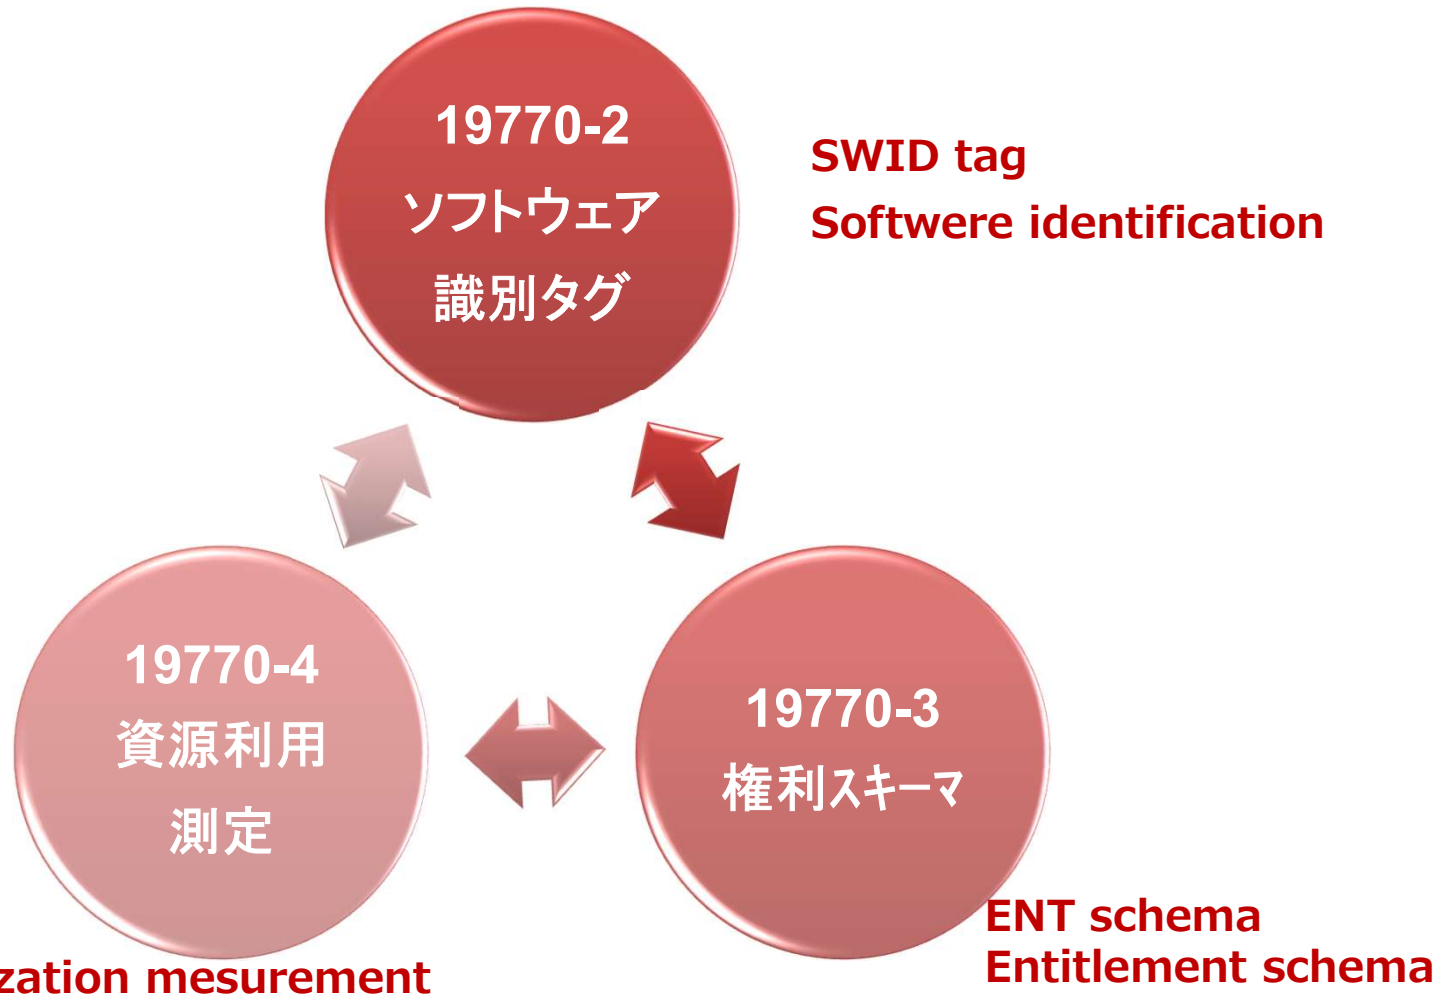 19770-2
ソフトウェア
識別タグ
SWID tag
Softwere identification
19770-4
資源利用
測定
19770-3
権利スキーマ
ENT schema
Entitlement schema
zation mesurement